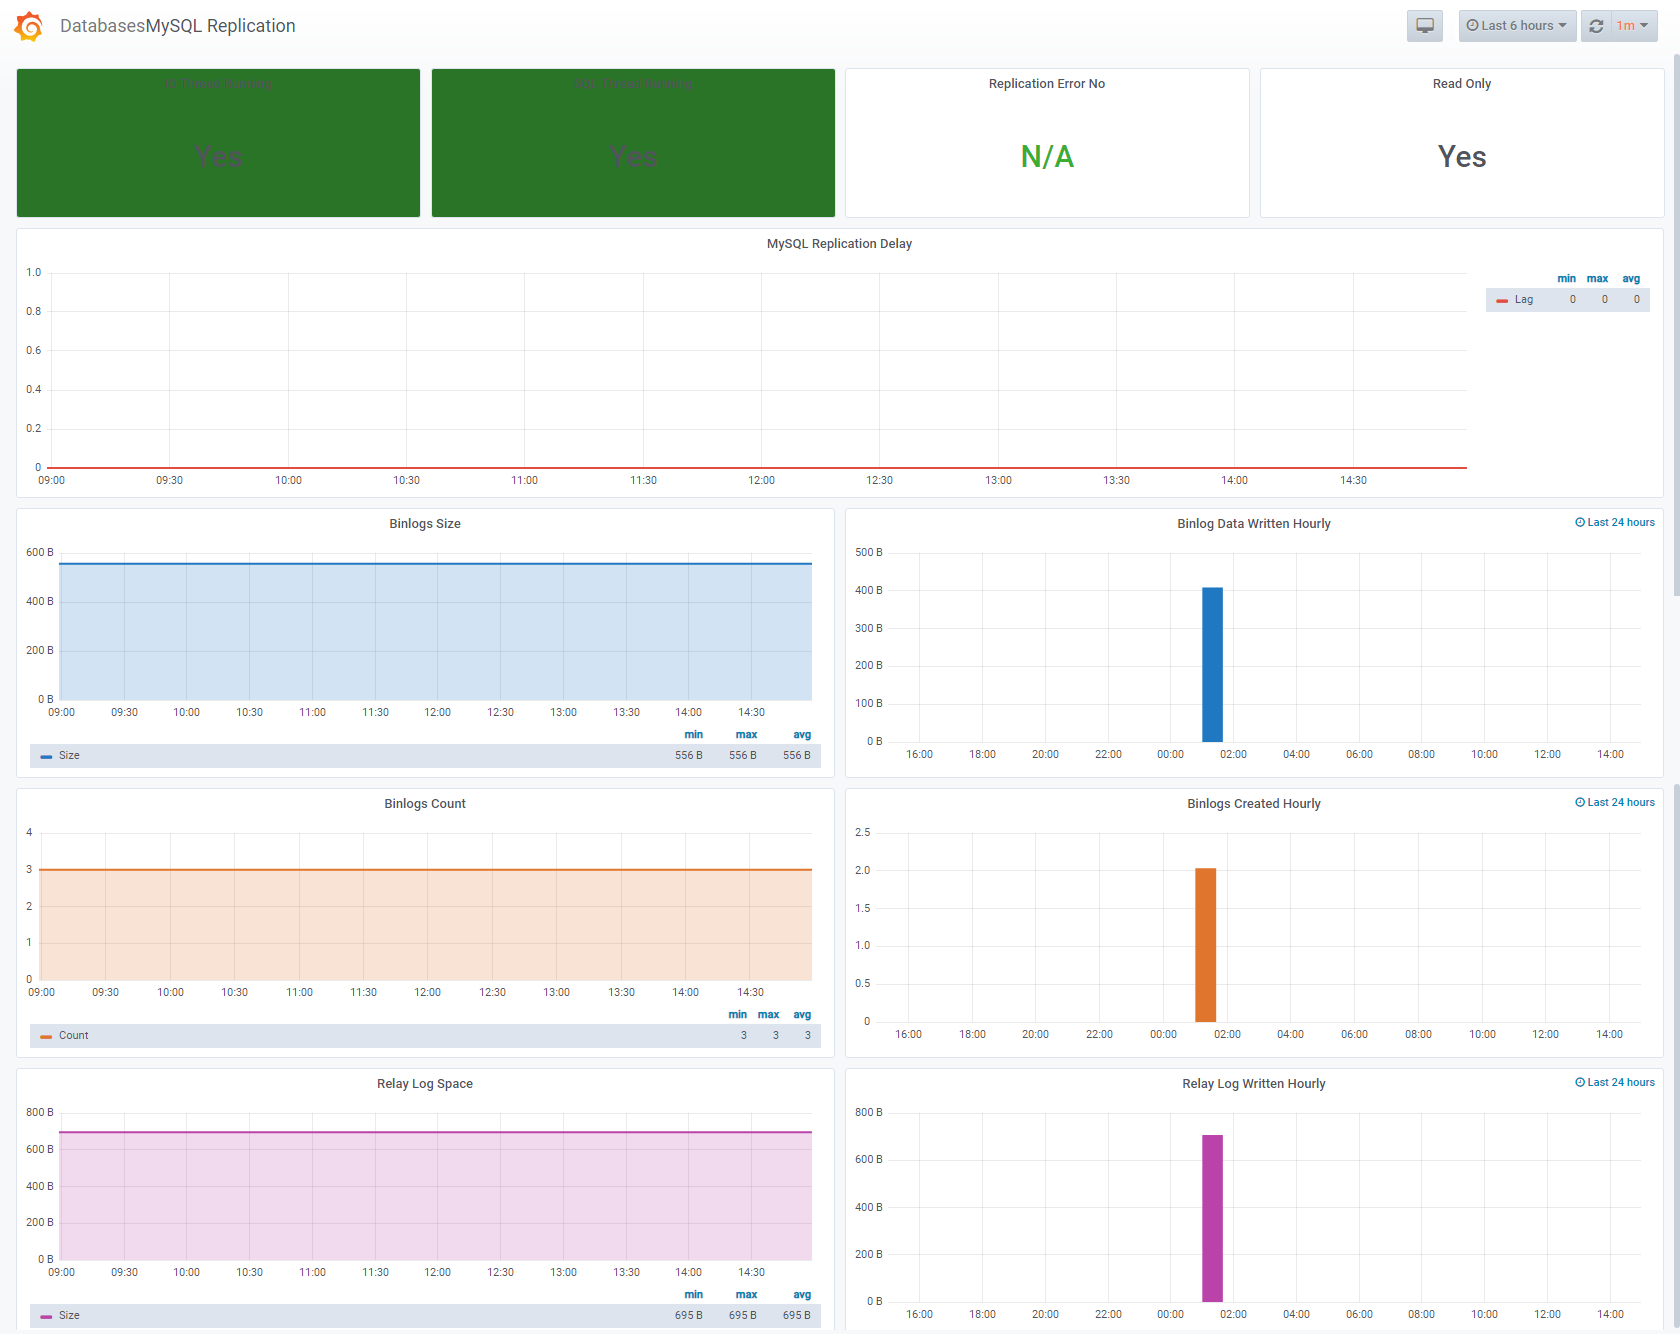 DatabasesMySQL Replication
Last 6 hours
1m
Yes
Yes
Replication Error No
N/A
Read Only
Yes
MySQL Replication Delay
1.0
0.8
0.6
0.4
0.2
0
09:00 09:30 10:00 10:30 11:00 11:30 12:00 12:30 13:00 13:30 14:00 14:30
min max avg
Lag 0 0 0
Binlogs Size
600 B
400 B
200 B
0 B
09:00 09:30 10:00 10:30 11:00 11:30 12:00 12:30 13:00 13:30 14:00 14:30
min max avg
Size 556 B 556 B 556 B
Binlog Data Written Hourly
Last 24 hours
500 B
400 B
300 B
200 B
100 B
0 B
16:00 18:00 20:00 22:00 00:00 02:00 04:00 06:00 08:00 10:00 12:00 14:00
Binlogs Count
4
3
2
1
0
09:00 09:30 10:00 10:30 11:00 11:30 12:00 12:30 13:00 13:30 14:00 14:30
min max avg
Count 3 3 3
Binlogs Created Hourly
Last 24 hours
2.5
2.0
1.5
1.0
0.5
0
16:00 18:00 20:00 22:00 00:00 02:00 04:00 06:00 08:00 10:00 12:00 14:00
Relay Log Space
800 B
600 B
400 B
200 B
0 B
09:00 09:30 10:00 10:30 11:00 11:30 12:00 12:30 13:00 13:30 14:00 14:30
min max avg
Size 695 B 695 B 695 B
Relay Log Written Hourly
Last 24 hours
800 B
600 B
400 B
200 B
0 B
16:00 18:00 20:00 22:00 00:00 02:00 04:00 06:00 08:00 10:00 12:00 14:00